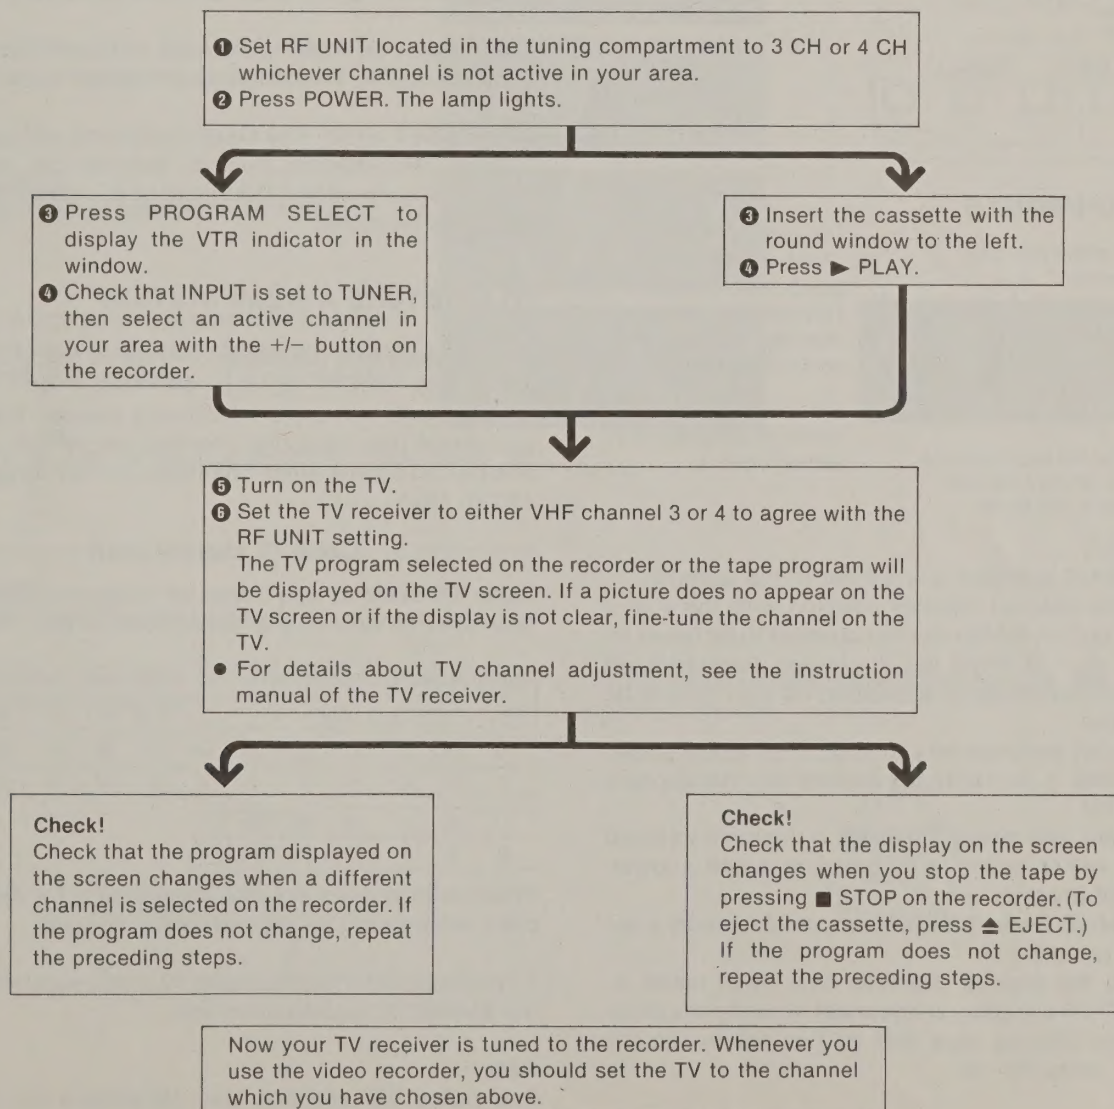 ❶ Set RF UNIT located in the tuning compartment to 3 CH or 4 CH
whichever channel is not active in your area.
❷ Press POWER. The lamp lights.
❸ Press PROGRAM SELECT to
display the VTR indicator in the
window.
❹ Check that INPUT is set to TUNER,
then select an active channel in
your area with the +/– button on
the recorder.
❸ Insert the cassette with the
round window to the left.
❹ Press ▶ PLAY.
❺ Turn on the TV.
❻ Set the TV receiver to either VHF channel 3 or 4 to agree with the
RF UNIT setting.
The TV program selected on the recorder or the tape program will
be displayed on the TV screen. If a picture does no appear on the
TV screen or if the display is not clear, fine-tune the channel on the
TV.
● For details about TV channel adjustment, see the instruction
manual of the TV receiver.
Check!
Check that the program displayed on
the screen changes when a different
channel is selected on the recorder. If
the program does not change, repeat
the preceding steps.
Check!
Check that the display on the screen
changes when you stop the tape by
pressing ■ STOP on the recorder. (To
eject the cassette, press ⏏ EJECT.)
If the program does not change,
repeat the preceding steps.
Now your TV receiver is tuned to the recorder. Whenever you
use the video recorder, you should set the TV to the channel
which you have chosen above.